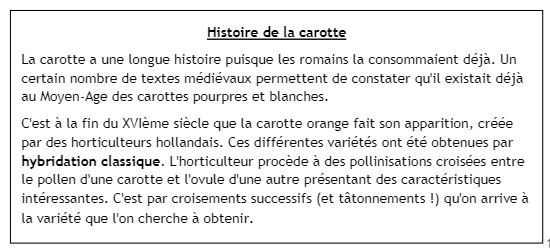 Histoire de la carotte
La carotte a une longue histoire puisque les romains la consommaient déjà. Un
certain nombre de textes médiévaux permettent de constater qu'il existait déjà
au Moyen-Age des carottes pourpres et blanches.
C'est à la fin du XVIème siècle que la carotte orange fait son apparition, créée
par des horticulteurs hollandais. Ces différentes variétés ont été obtenues par
hybridation classique. L'horticulteur procède à des pollinisations croisées entre
le pollen d'une carotte et l'ovule d'une autre présentant des caractéristiques
intéressantes. C'est par croisements successifs (et tâtonnements !) qu'on arrive à
la variété que l'on cherche à obtenir.
1